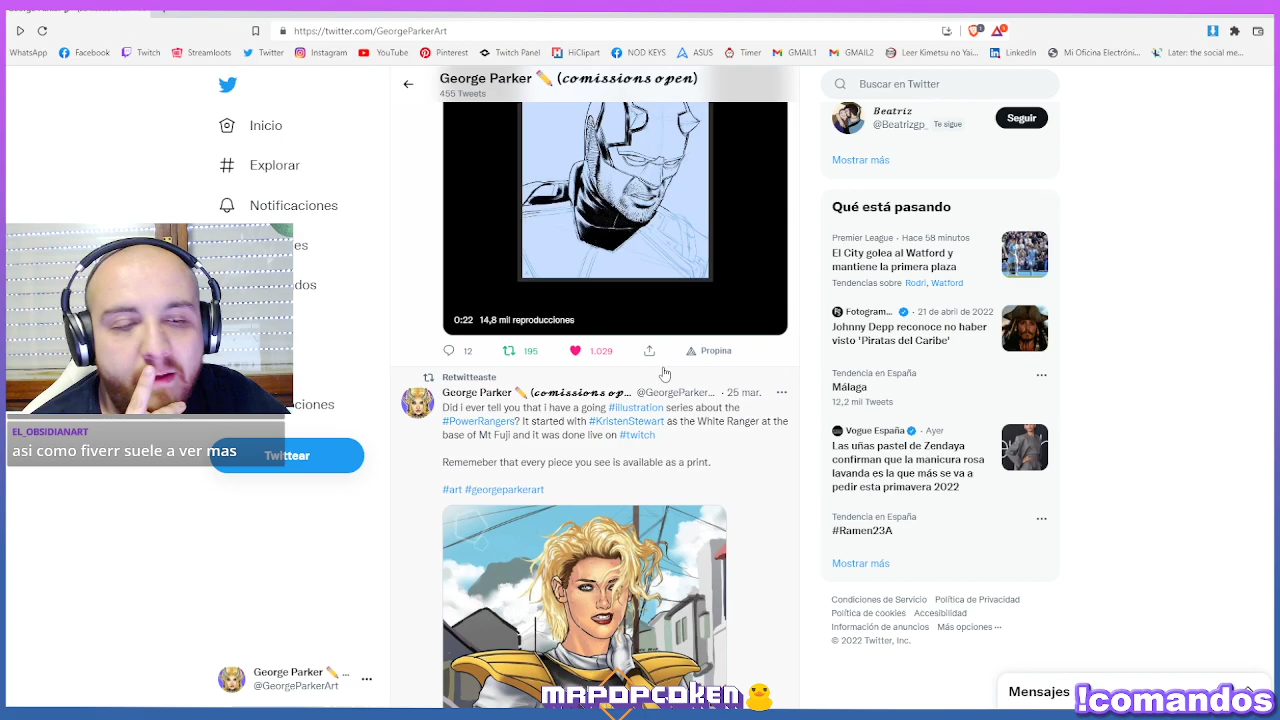 https://twitter.com/GeorgeParkerArt
WhatsApp
Facebook
Twitch
Streamloots
Twitter
Instagram
YouTube
Pinterest
Twitch Panel
HiClipart
NOD KEYS
ASUS
Timer
GMAIL1
GMAIL2
Leer Kimetsu no Yai...
LinkedIn
Mi Oficina Electróni...
Later: the social me...
Inicio
Explorar
Notificaciones
ciones
Twittear
George Parker ✏️ ...
@GeorgeParkerArt
EL_OBSIDIANART
asi como fiverr suele a ver mas
George Parker ✏️ (comissions open)
455 Tweets
0:22 14,8 mil reproducciones
12
195
1.029
Propina
Retwitteaste
George Parker ✏️ (comissions op... @GeorgeParker... · 25 mar.
Did i ever tell you that i have a going #illustration series about the
#PowerRangers? It started with #KristenStewart as the White Ranger at the
base of Mt Fuji and it was done live on #twitch
Rememeber that every piece you see is available as a print.
#art #georgeparkerart
Buscar en Twitter
Beatriz
@Beatrizgp_ Te sigue
Seguir
Mostrar más
Qué está pasando
Premier League · Hace 58 minutos
El City golea al Watford y
mantiene la primera plaza
Tendencias sobre Rodri, Watford
Fotogram... · 21 de abril de 2022
Johnny Depp reconoce no haber
visto 'Piratas del Caribe'
Tendencia en España
Málaga
12,2 mil Tweets
Vogue España · Ayer
Las uñas pastel de Zendaya
confirman que la manicura rosa
lavanda es la que más se va a
pedir esta primavera 2022
Tendencia en España
#Ramen23A
Mostrar más
Condiciones de Servicio Política de Privacidad
Política de cookies Accesibilidad
Información de anuncios Más opciones ···
© 2022 Twitter, Inc.
Mensajes
MRPOPCOKEN
!comandos